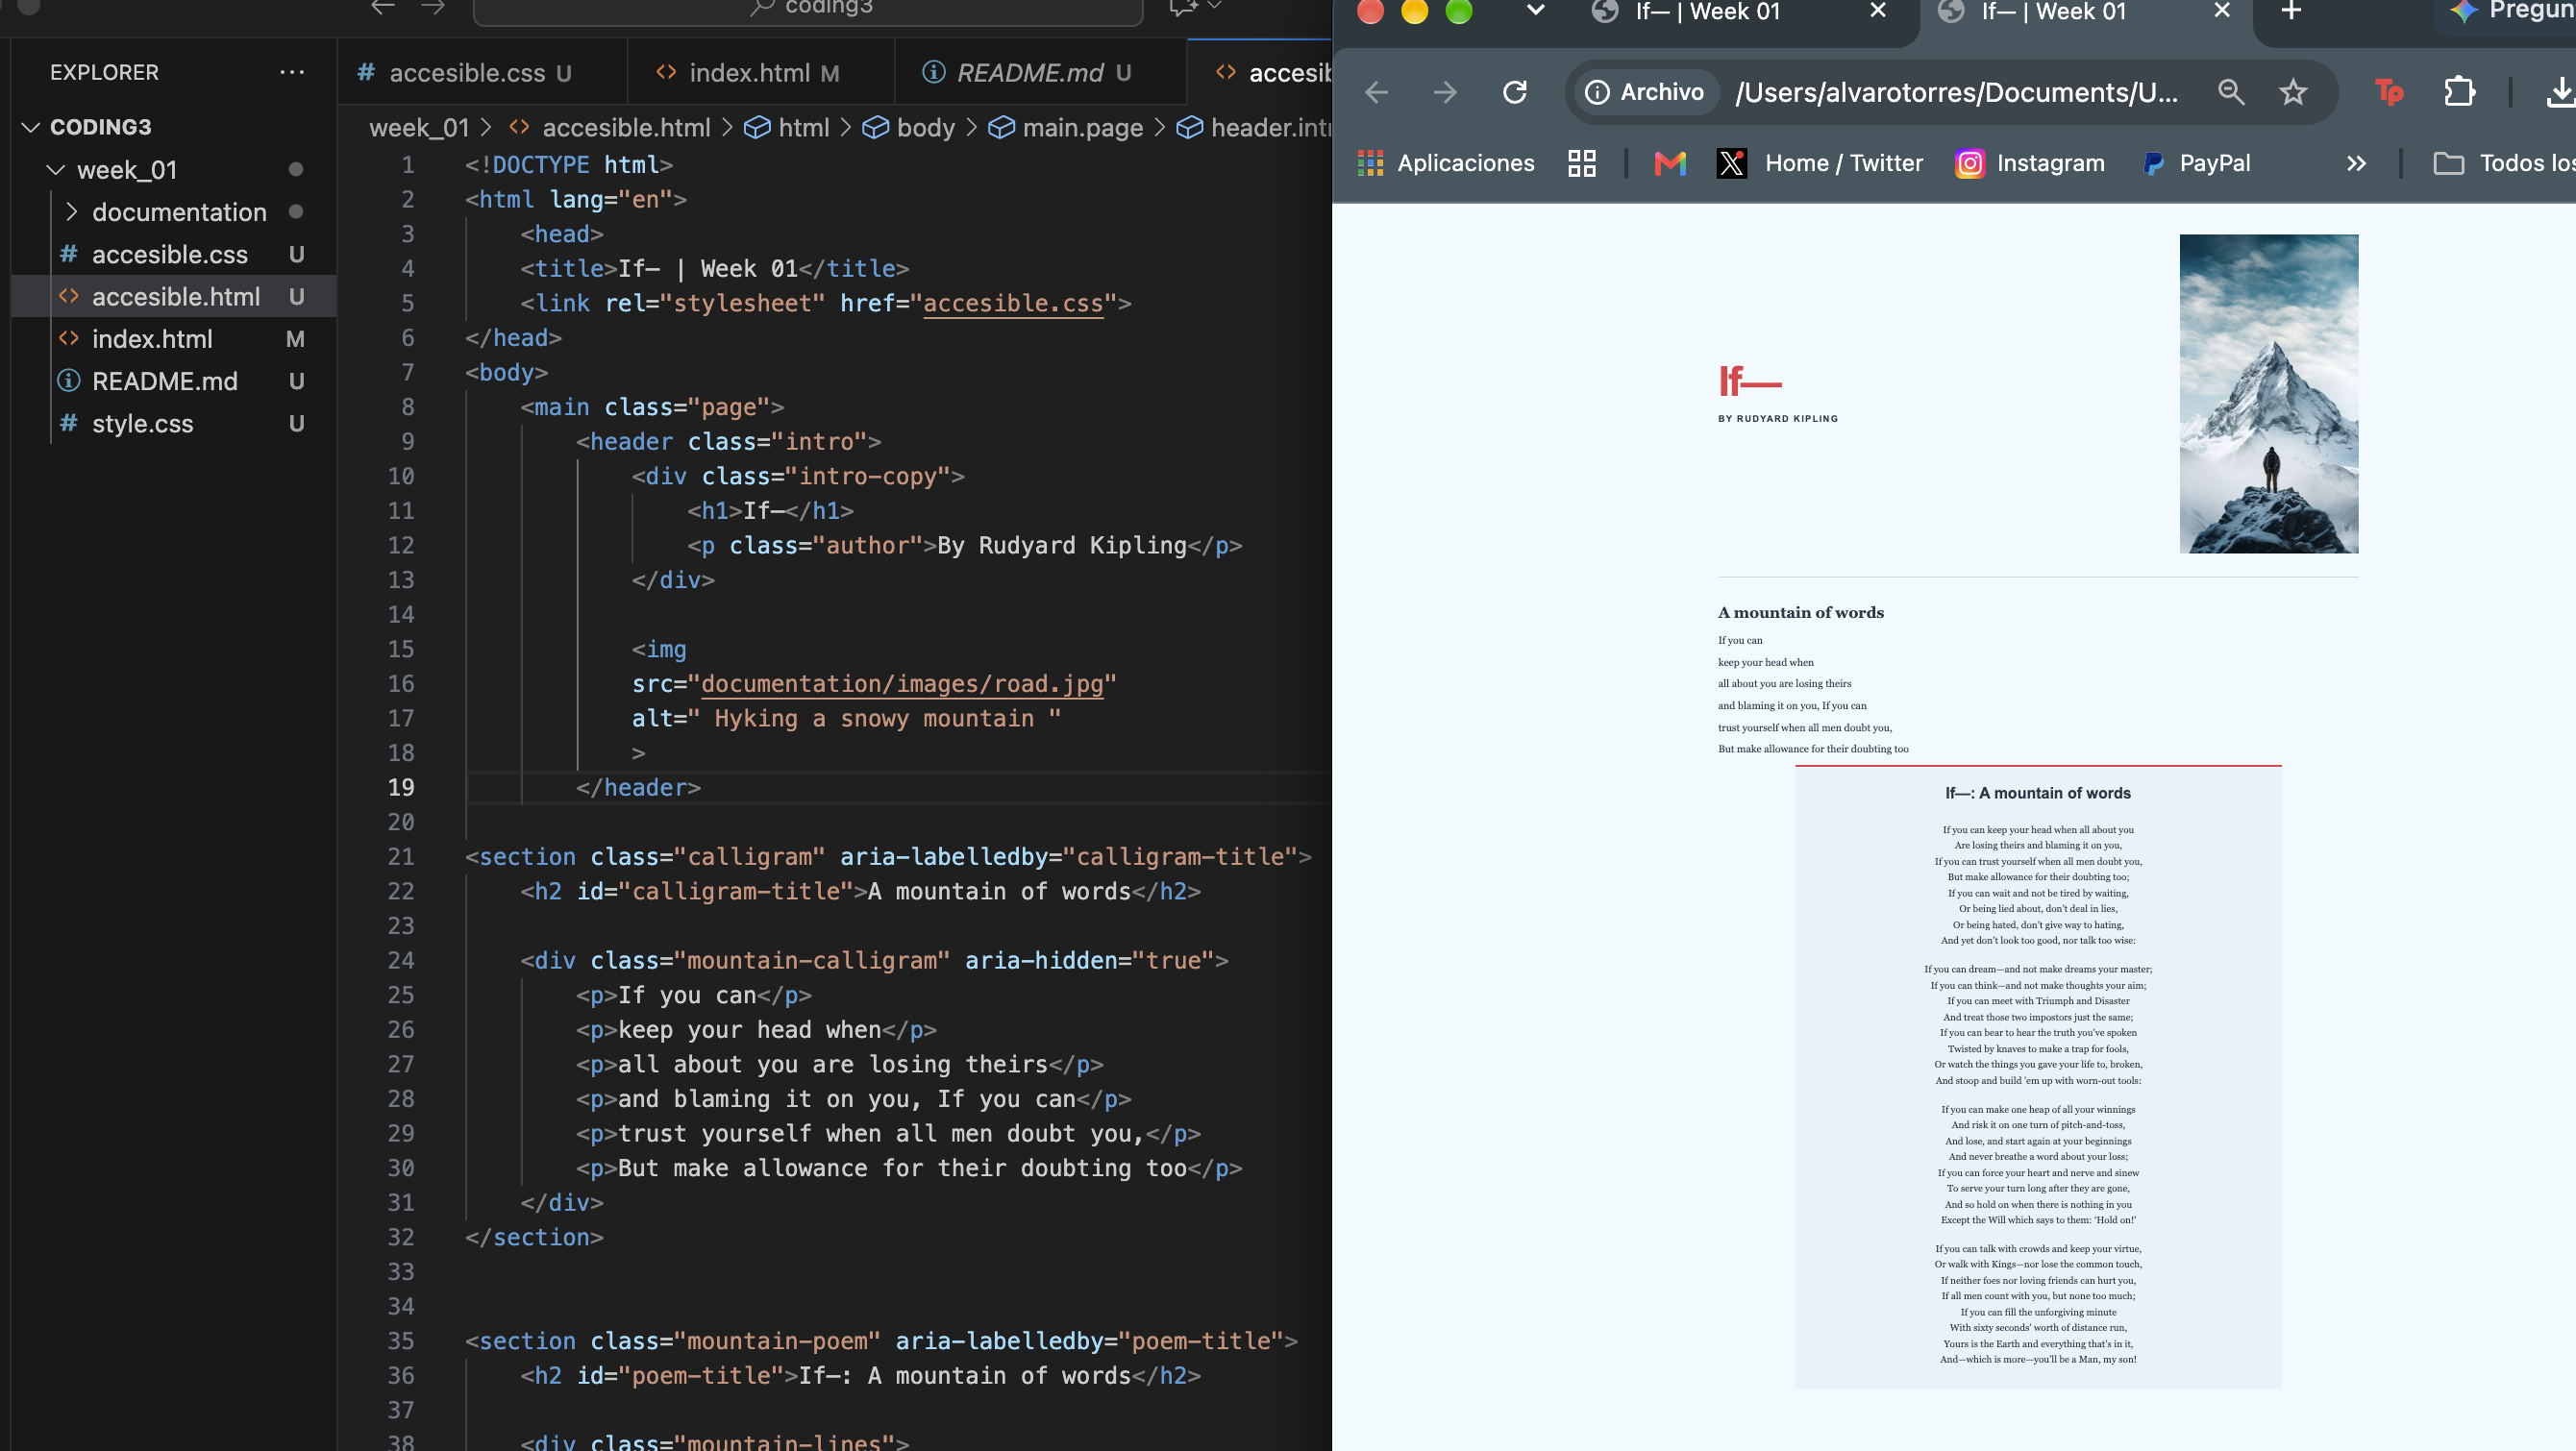 coding3
EXPLORER
CODING3
week_01
documentation
# accesible.css U
<> accesible.html U
<> index.html M
README.md U
# style.css U
# accesible.css U
<> index.html M
README.md U
<> accesib
week_01 > <> accesible.html > html > body > main.page > header.intr
1 <!DOCTYPE html>
2 <html lang="en">
3 <head>
4 <title>If— | Week 01</title>
5 <link rel="stylesheet" href="accesible.css">
6 </head>
7 <body>
8 <main class="page">
9 <header class="intro">
10 <div class="intro-copy">
11 <h1>If—</h1>
12 <p class="author">By Rudyard Kipling</p>
13 </div>
14
15 <img
16 src="documentation/images/road.jpg"
17 alt=" Hyking a snowy mountain "
18 >
19 </header>
20
21 <section class="calligram" aria-labelledby="calligram-title">
22 <h2 id="calligram-title">A mountain of words</h2>
23
24 <div class="mountain-calligram" aria-hidden="true">
25 <p>If you can</p>
26 <p>keep your head when</p>
27 <p>all about you are losing theirs</p>
28 <p>and blaming it on you, If you can</p>
29 <p>trust yourself when all men doubt you,</p>
30 <p>But make allowance for their doubting too</p>
31 </div>
32 </section>
33
34
35 <section class="mountain-poem" aria-labelledby="poem-title">
36 <h2 id="poem-title">If—: A mountain of words</h2>
37
38 <div class="mountain-lines">
If— | Week 01
If— | Week 01
Pregun
Archivo /Users/alvarotorres/Documents/U...
Tp
Aplicaciones
Home / Twitter
Instagram
PayPal
Todos los
If—
BY RUDYARD KIPLING
A mountain of words
If you can
keep your head when
all about you are losing theirs
and blaming it on you, If you can
trust yourself when all men doubt you,
But make allowance for their doubting too
If—: A mountain of words
If you can keep your head when all about you
Are losing theirs and blaming it on you,
If you can trust yourself when all men doubt you,
But make allowance for their doubting too;
If you can wait and not be tired by waiting,
Or being lied about, don't deal in lies,
Or being hated, don't give way to hating,
And yet don't look too good, nor talk too wise:
If you can dream—and not make dreams your master;
If you can think—and not make thoughts your aim;
If you can meet with Triumph and Disaster
And treat those two impostors just the same;
If you can bear to hear the truth you've spoken
Twisted by knaves to make a trap for fools,
Or watch the things you gave your life to, broken,
And stoop and build 'em up with worn-out tools:
If you can make one heap of all your winnings
And risk it on one turn of pitch-and-toss,
And lose, and start again at your beginnings
And never breathe a word about your loss;
If you can force your heart and nerve and sinew
To serve your turn long after they are gone,
And so hold on when there is nothing in you
Except the Will which says to them: 'Hold on!'
If you can talk with crowds and keep your virtue,
Or walk with Kings—nor lose the common touch,
If neither foes nor loving friends can hurt you,
If all men count with you, but none too much;
If you can fill the unforgiving minute
With sixty seconds' worth of distance run,
Yours is the Earth and everything that's in it,
And—which is more—you'll be a Man, my son!